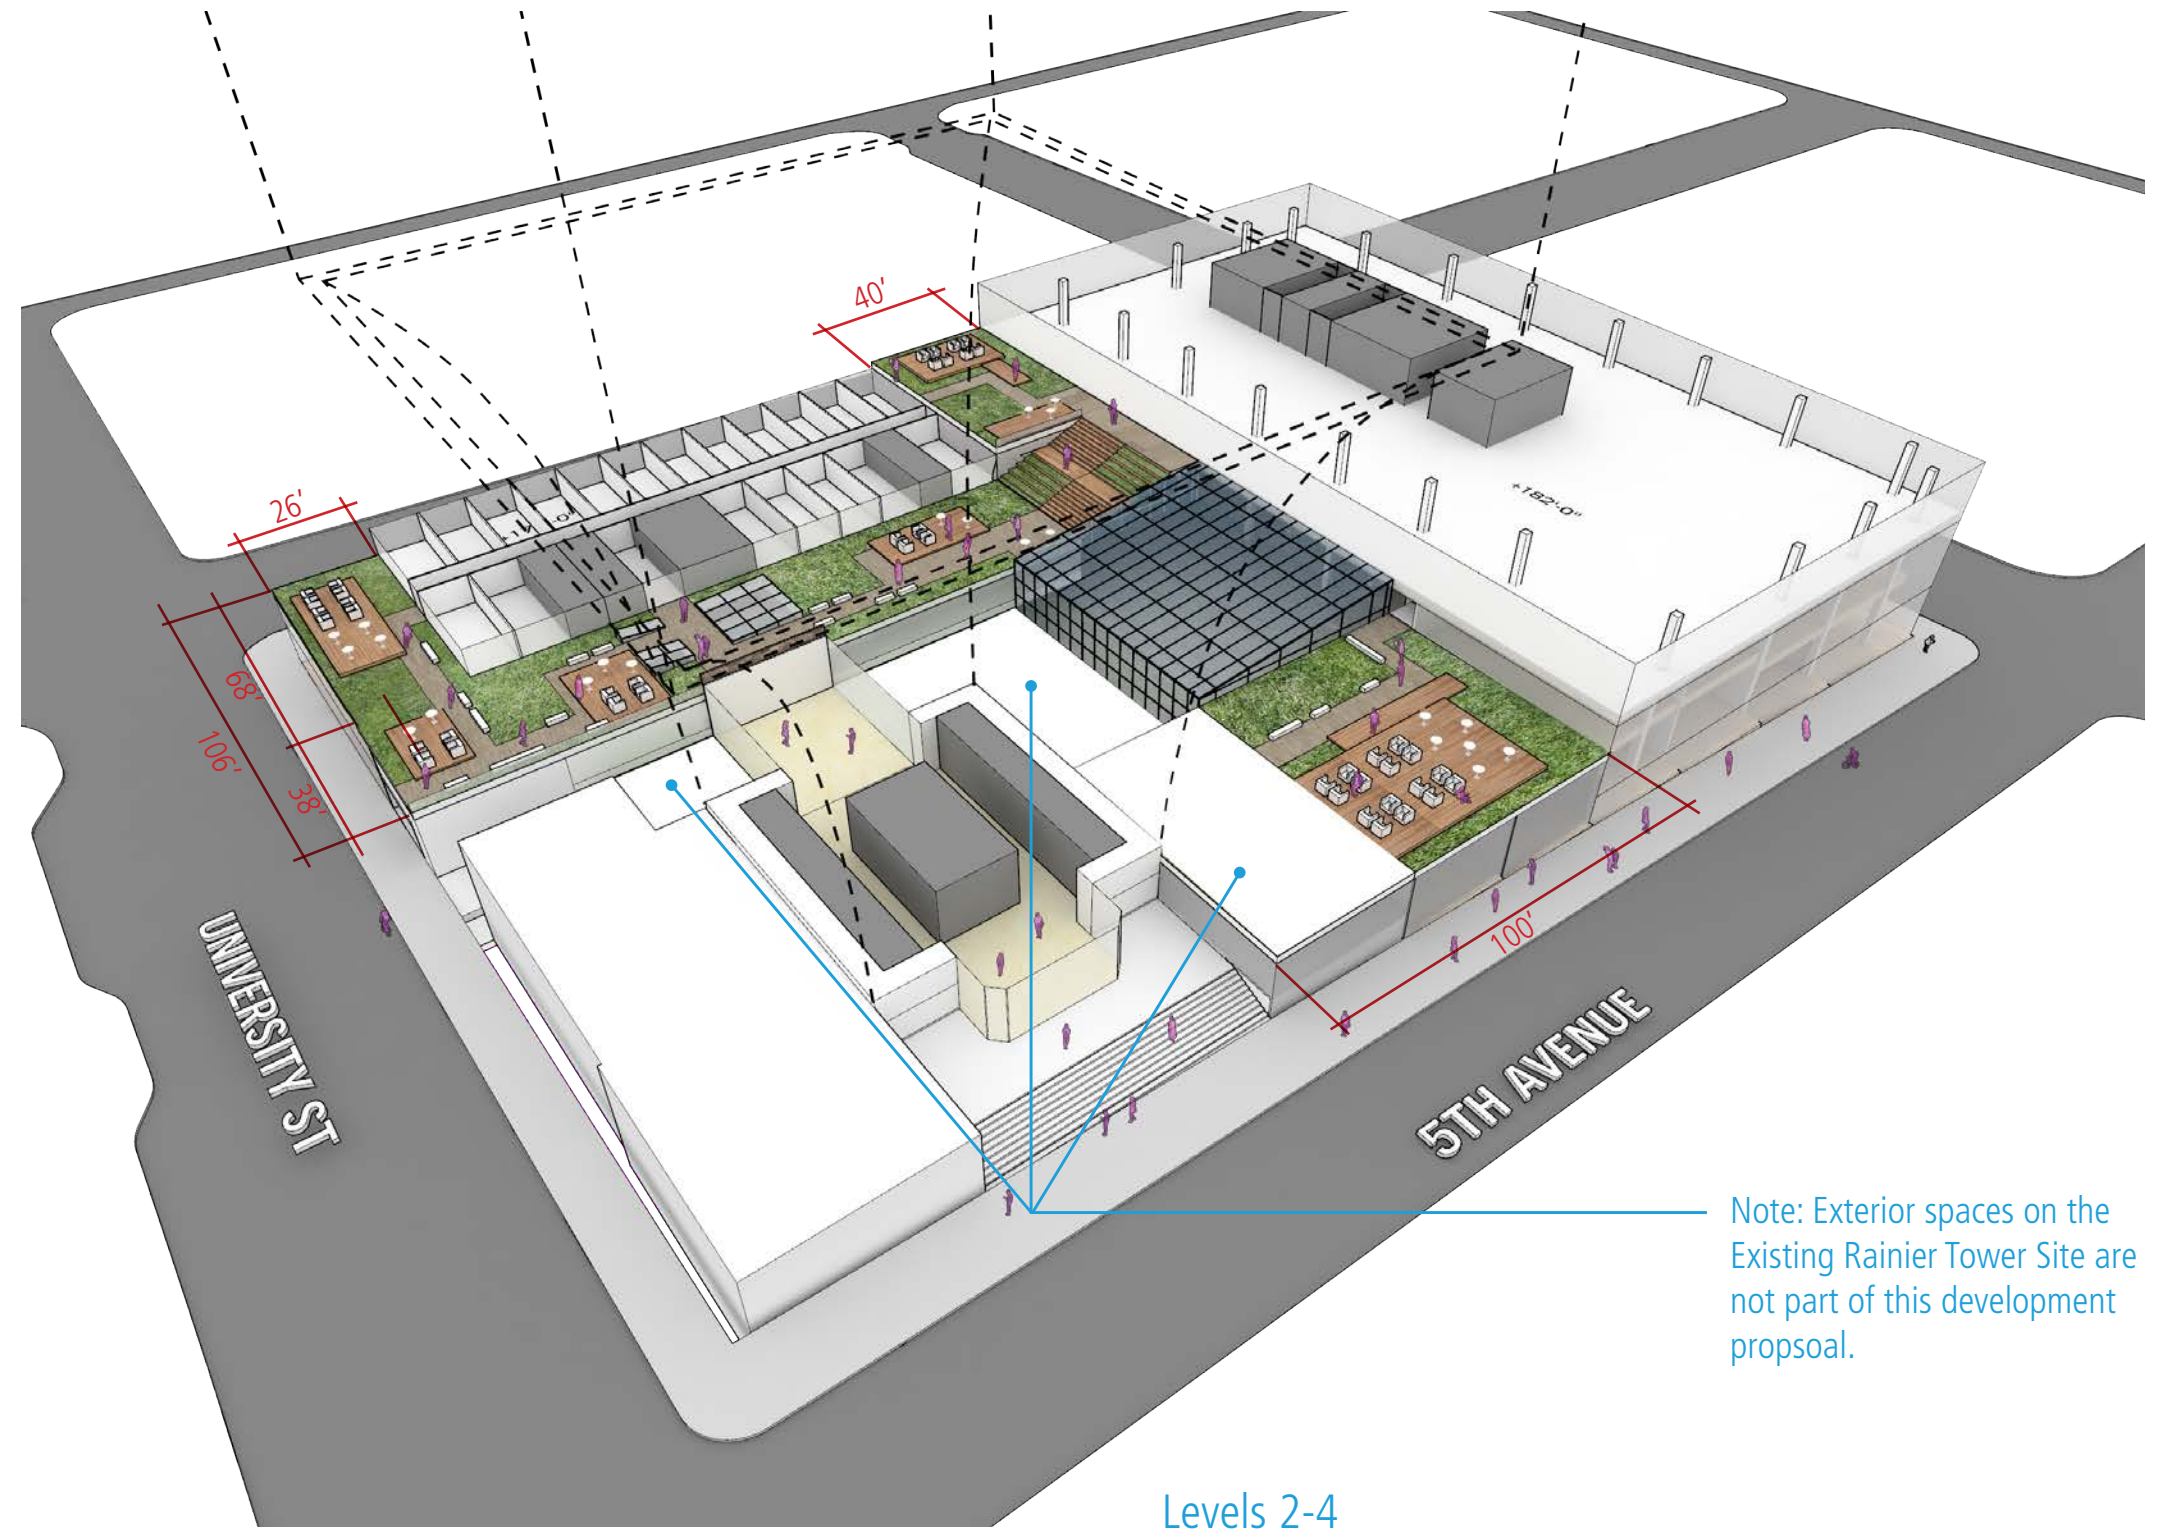 40'
26'
+182'-0"
68'
106'
38'
100'
UNIVERSITY ST
5TH AVENUE
Note: Exterior spaces on the
Existing Rainier Tower Site are
not part of this development
propsoal.
Levels 2-4